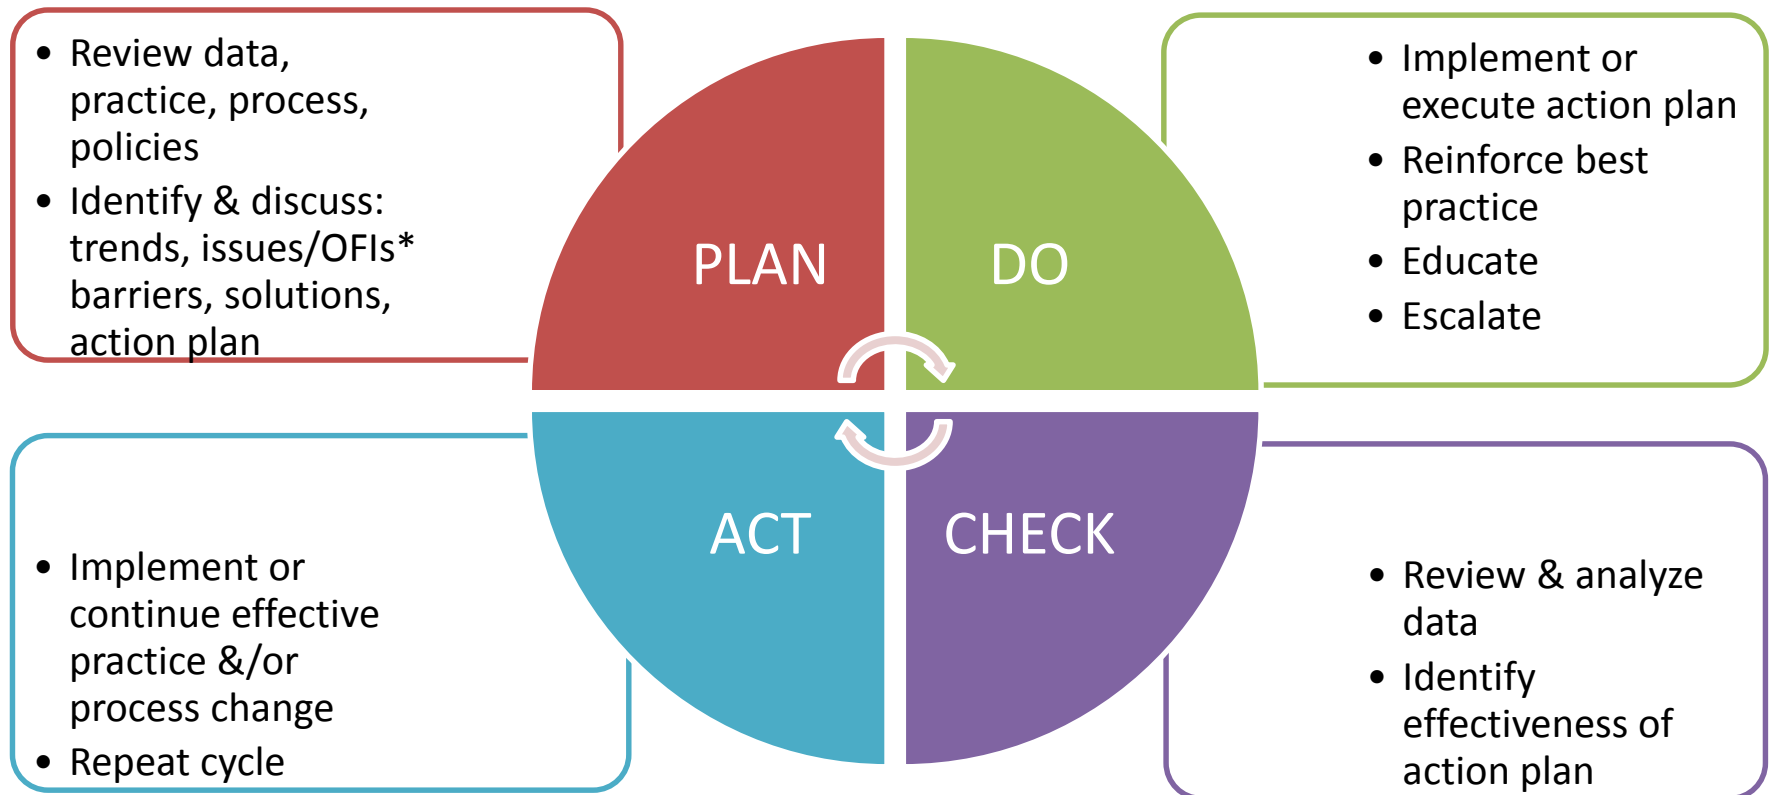 • Review data,
practice, process,
policies
• Identify & discuss:
trends, issues/OFIs*
barriers, solutions,
action plan
PLAN
DO
• Implement or
execute action plan
• Reinforce best
practice
• Educate
• Escalate
ACT
CHECK
• Implement or
continue effective
practice &/or
process change
• Repeat cycle
• Review & analyze
data
• Identify
effectiveness of
action plan